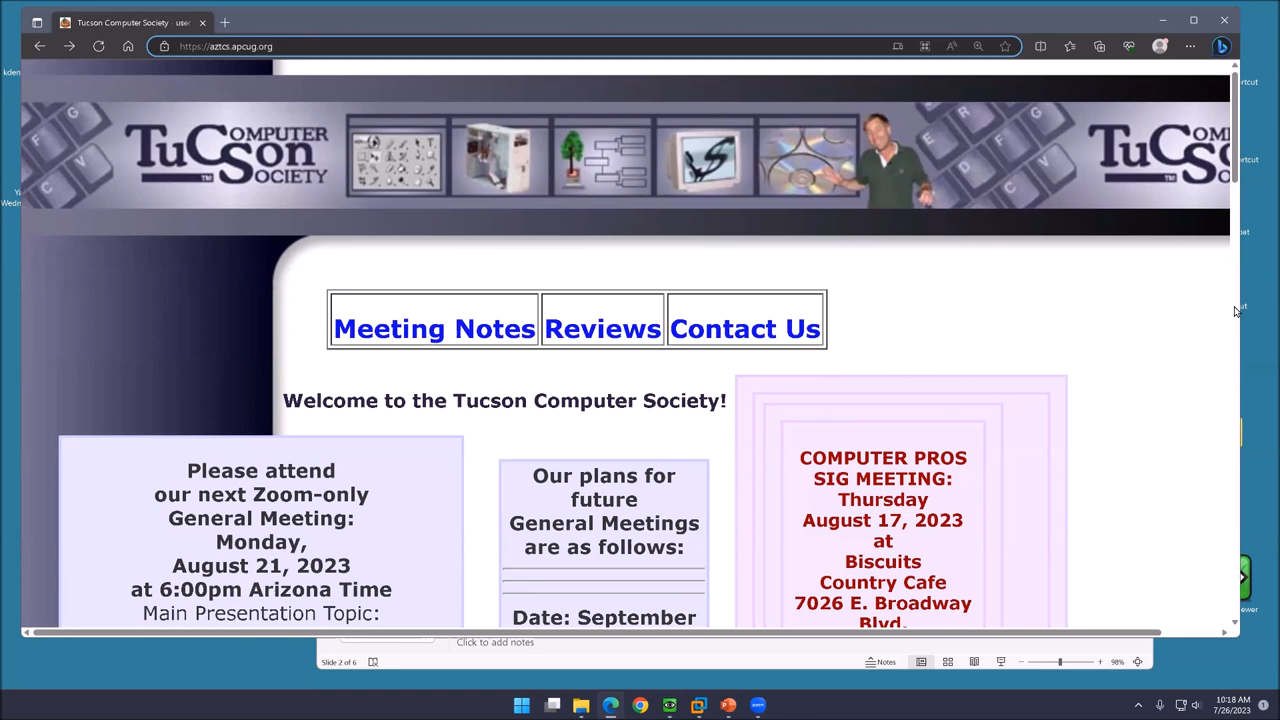 Tucson Computer Society - user
https://aztcs.apcug.org
TUCSON COMPUTER SOCIETY
TM
Meeting Notes
Reviews
Contact Us
Welcome to the Tucson Computer Society!
Please attend
our next Zoom-only
General Meeting:
Monday,
August 21, 2023
at 6:00pm Arizona Time
Main Presentation Topic:
Our plans for
future
General Meetings
are as follows:
Date: September
COMPUTER PROS
SIG MEETING:
Thursday
August 17, 2023
at
Biscuits
Country Cafe
7026 E. Broadway
Blvd.
Click to add notes
Slide 2 of 6
Notes
98%
10:18 AM
7/26/2023